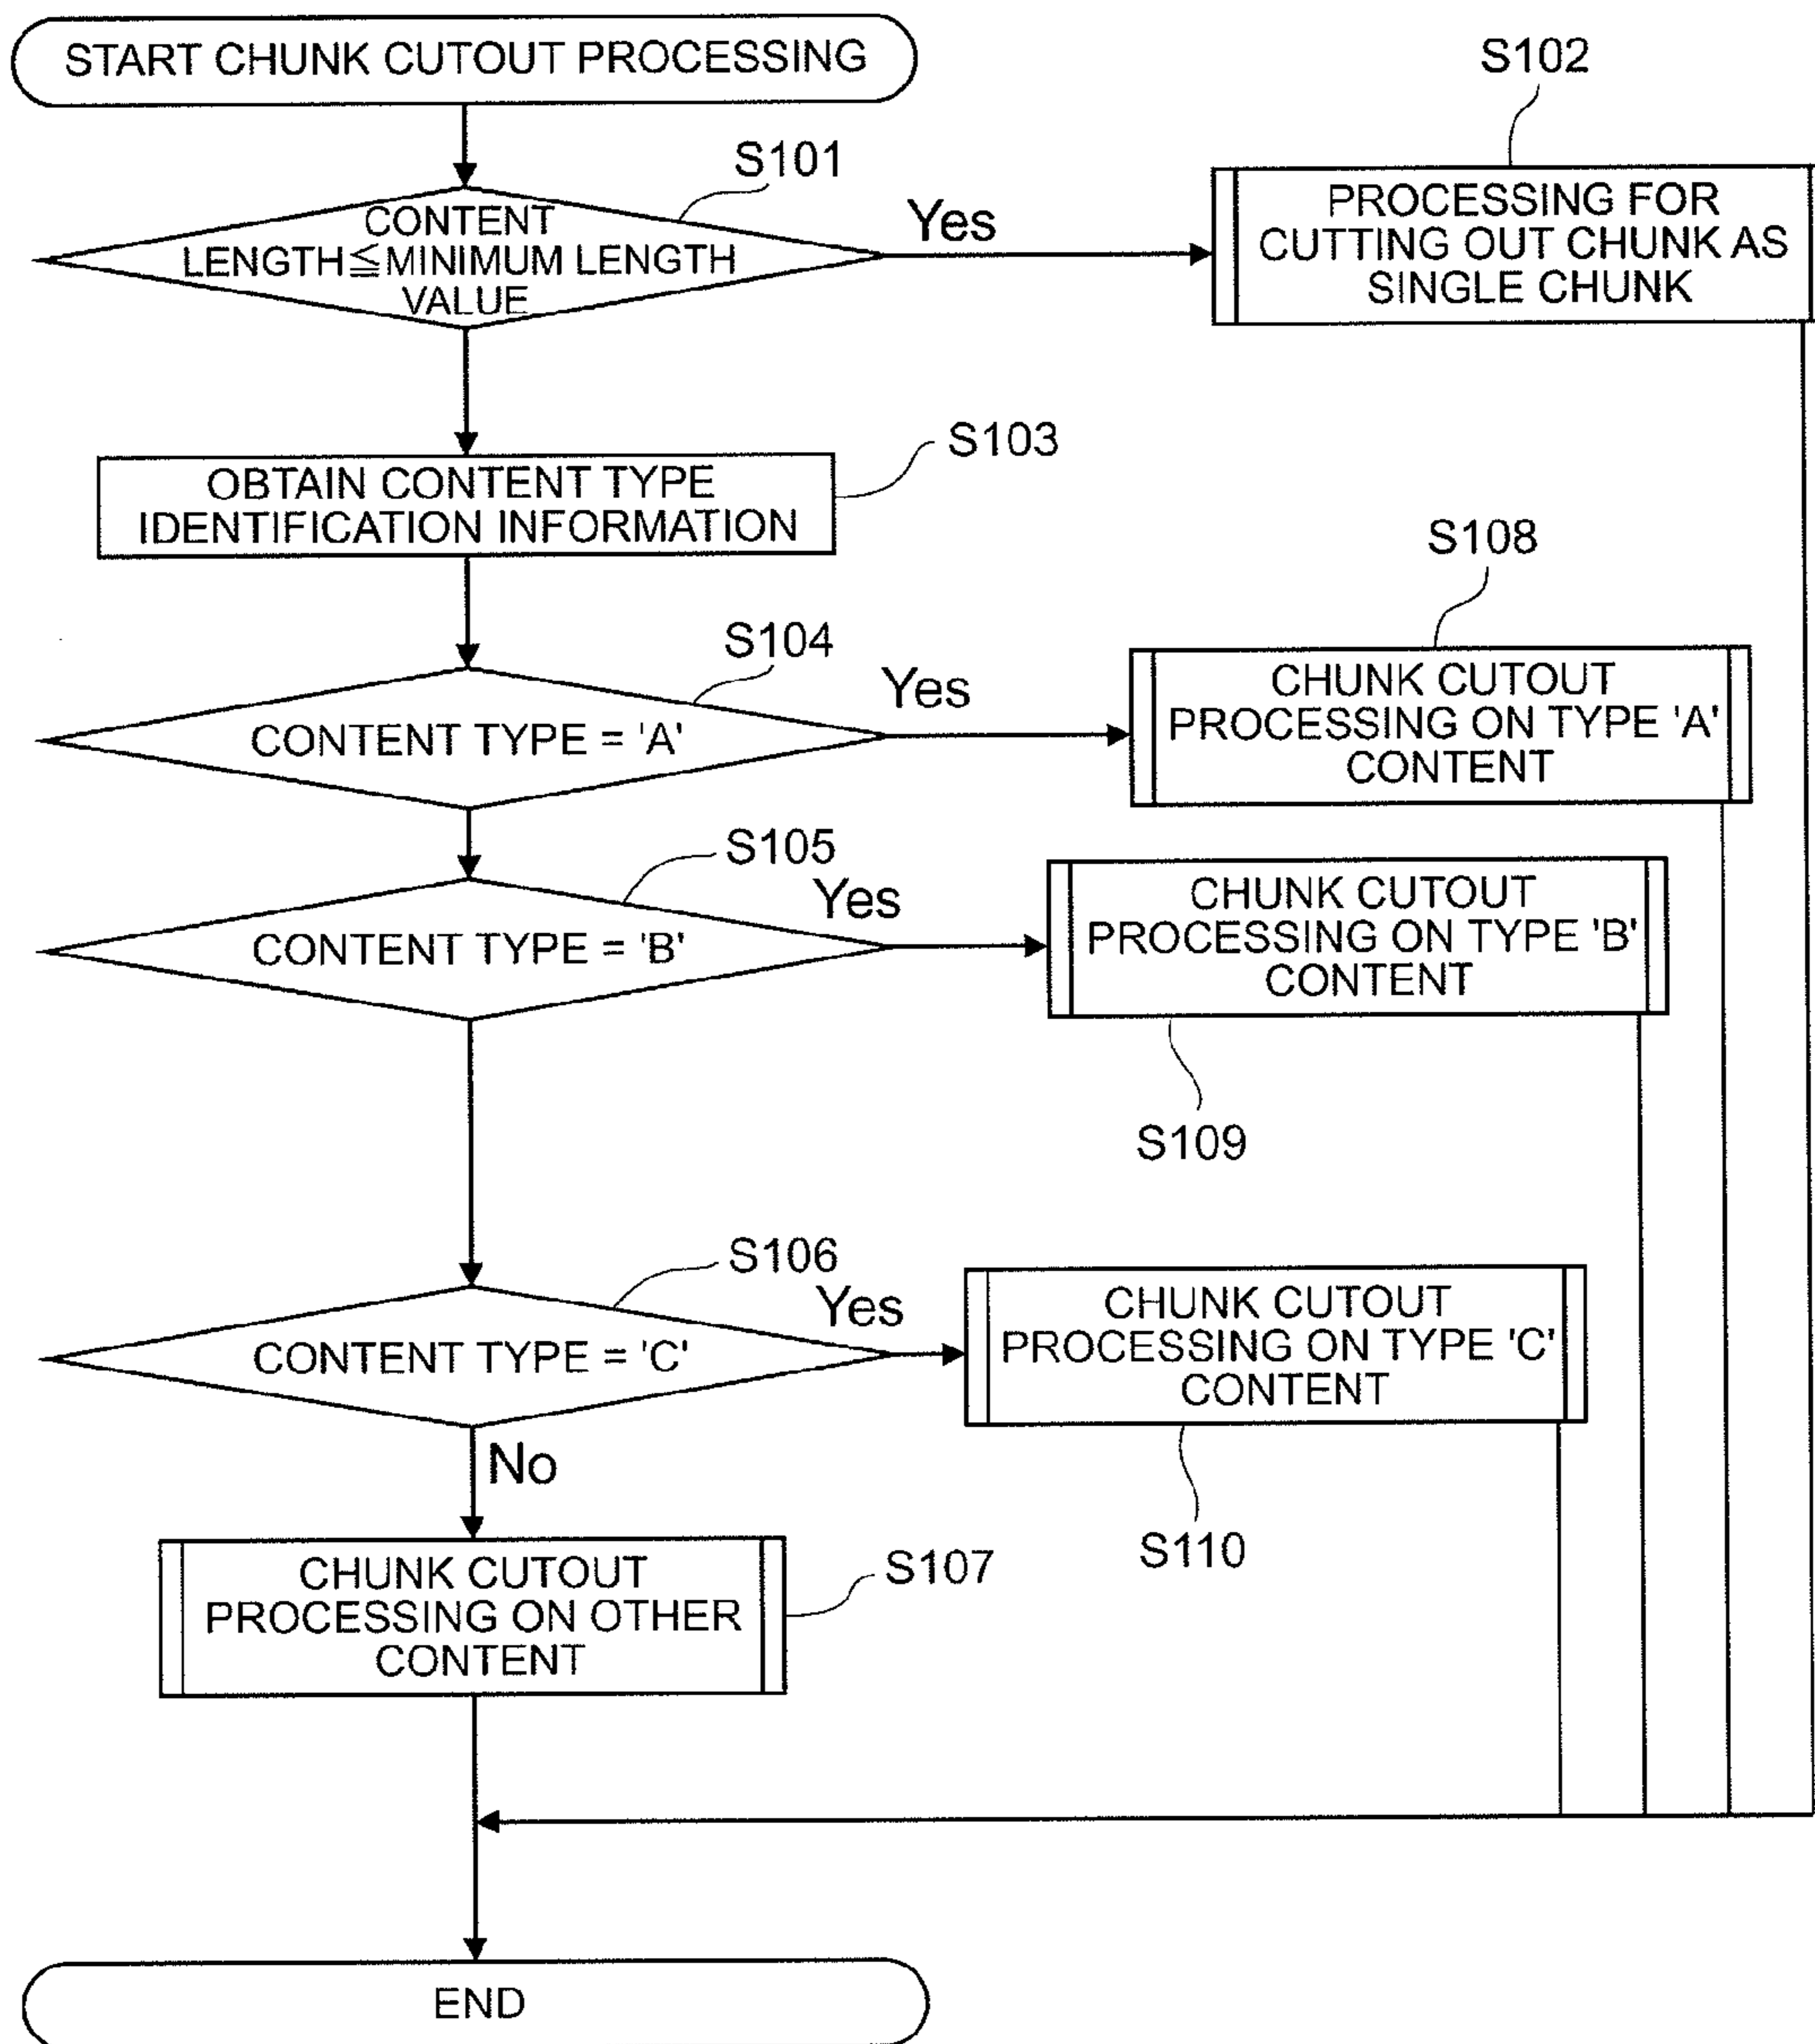 START CHUNK CUTOUT PROCESSING
S102
S101
CONTENT
LENGTH≦MINIMUM LENGTH
VALUE
Yes
PROCESSING FOR
CUTTING OUT CHUNK AS
SINGLE CHUNK
S103
OBTAIN CONTENT TYPE
IDENTIFICATION INFORMATION
S108
S104
CONTENT TYPE = 'A'
Yes
CHUNK CUTOUT
PROCESSING ON TYPE 'A'
CONTENT
S105
CONTENT TYPE = 'B'
Yes
CHUNK CUTOUT
PROCESSING ON TYPE 'B'
CONTENT
S109
S106
CONTENT TYPE = 'C'
Yes
CHUNK CUTOUT
PROCESSING ON TYPE 'C'
CONTENT
No
S110
CHUNK CUTOUT
PROCESSING ON OTHER
CONTENT
S107
END